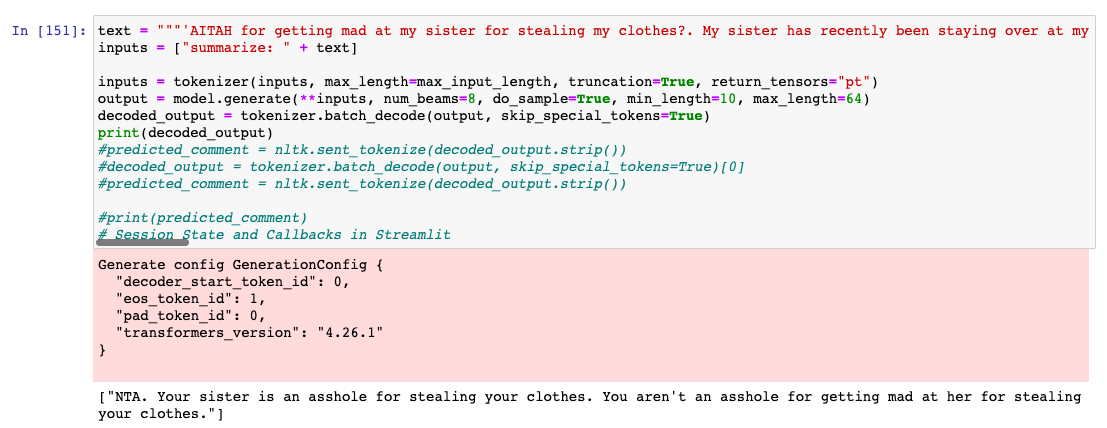 In [151]: text = """'AITAH for getting mad at my sister for stealing my clothes?. My sister has recently been staying over at my
inputs = ["summarize: " + text]
inputs = tokenizer(inputs, max_length=max_input_length, truncation=True, return_tensors="pt")
output = model.generate(**inputs, num_beams=8, do_sample=True, min_length=10, max_length=64)
decoded_output = tokenizer.batch_decode(output, skip_special_tokens=True)
print(decoded_output)
#predicted_comment = nltk.sent_tokenize(decoded_output.strip())
#decoded_output = tokenizer.batch_decode(output, skip_special_tokens=True)[0]
#predicted_comment = nltk.sent_tokenize(decoded_output.strip())
#print(predicted_comment)
# Session State and Callbacks in Streamlit
Generate config GenerationConfig {
  "decoder_start_token_id": 0,
  "eos_token_id": 1,
  "pad_token_id": 0,
  "transformers_version": "4.26.1"
}
["NTA. Your sister is an asshole for stealing your clothes. You aren't an asshole for getting mad at her for stealing
your clothes."]